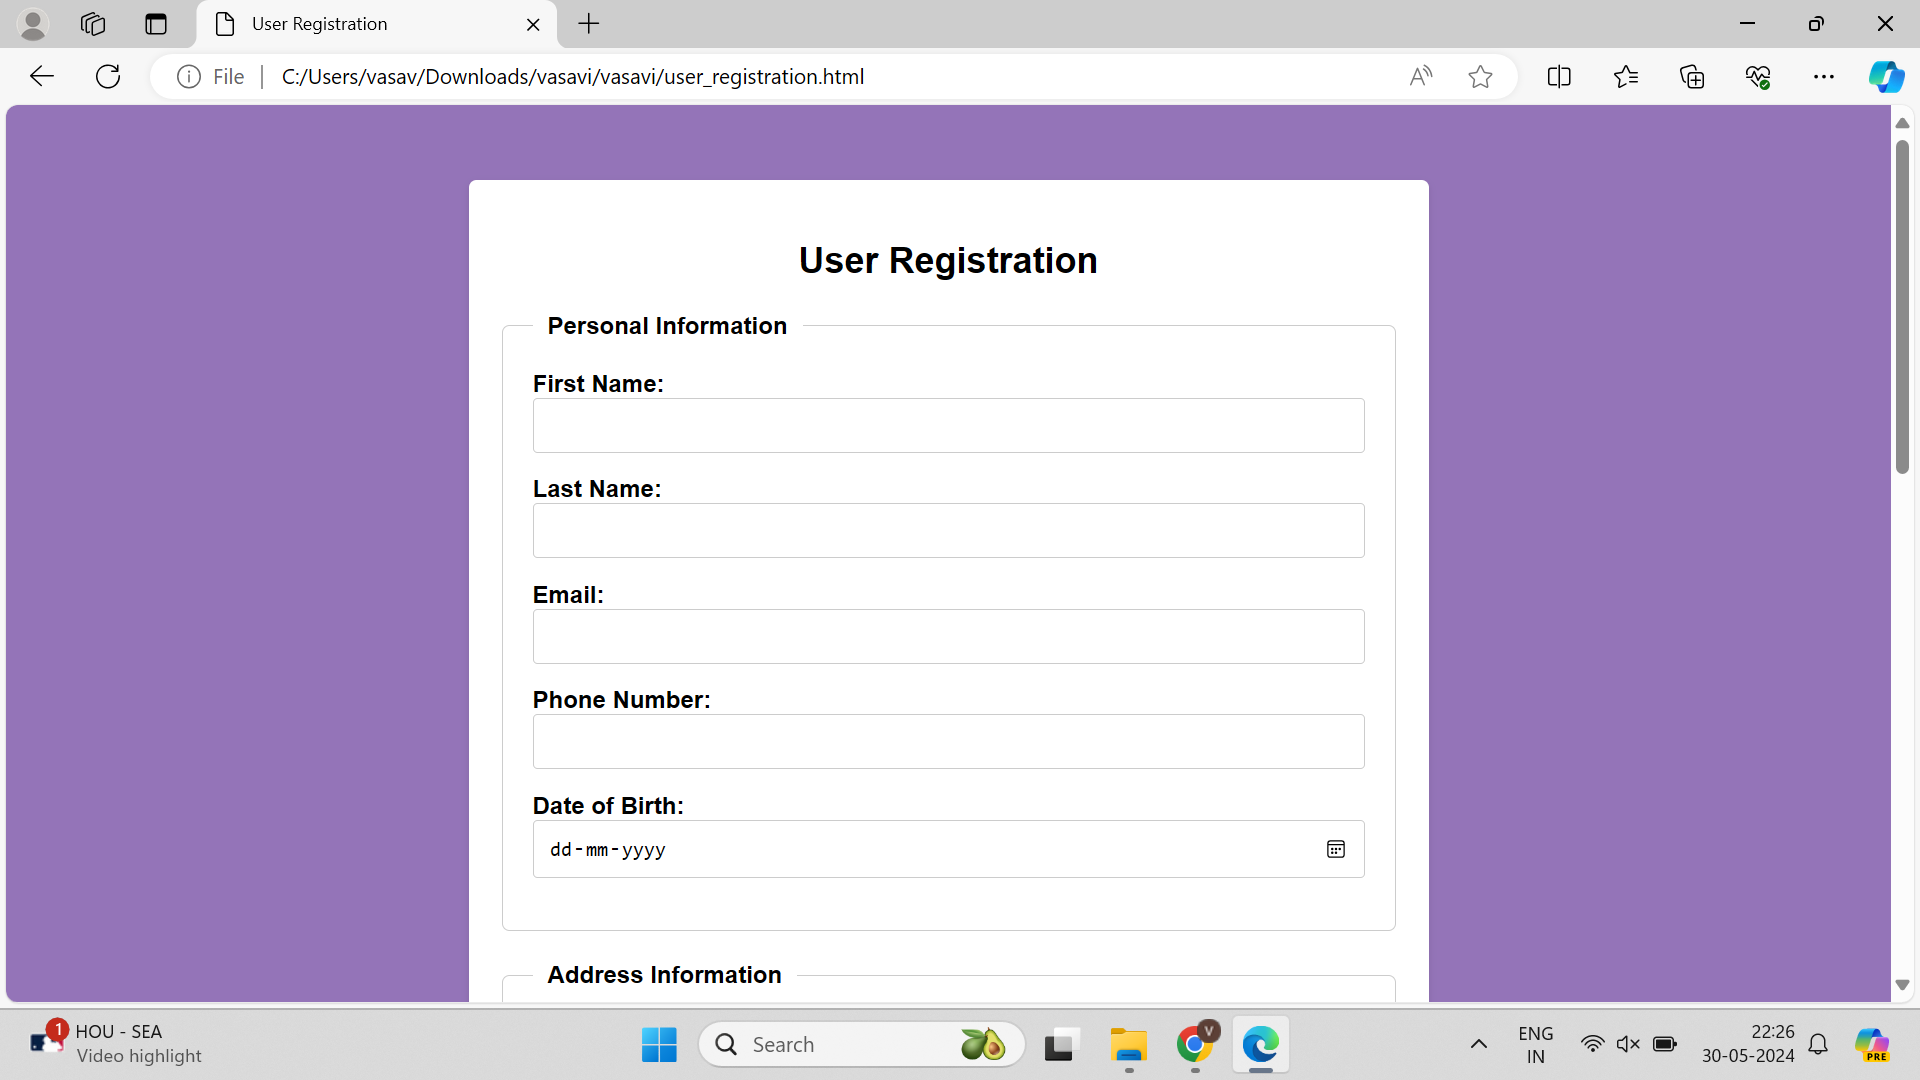 User Registration
File
C:/Users/vasav/Downloads/vasavi/vasavi/user_registration.html
User Registration
Personal Information
First Name:
Last Name:
Email:
Phone Number:
Date of Birth:
dd-mm-yyyy
Address Information
1
HOU - SEA
Video highlight
Search
V
ENG
IN
22:26
30-05-2024
PRE